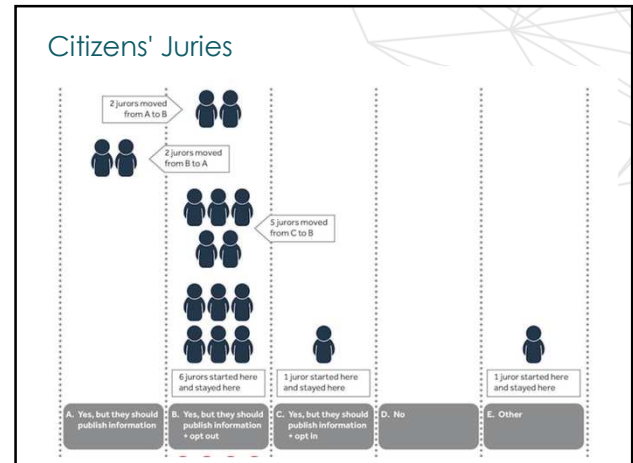 Citizens' Juries
2 jurors moved
from A to B
2 jurors moved
from B to A
5 jurors moved
from C to B
6 jurors started here
and stayed here
1 juror started here
and stayed here
1 juror started here
and stayed here
A. Yes, but they should
publish information
B. Yes, but they should
publish information
+ opt out
C. Yes, but they should
publish information
+ opt in
D. No
E. Other